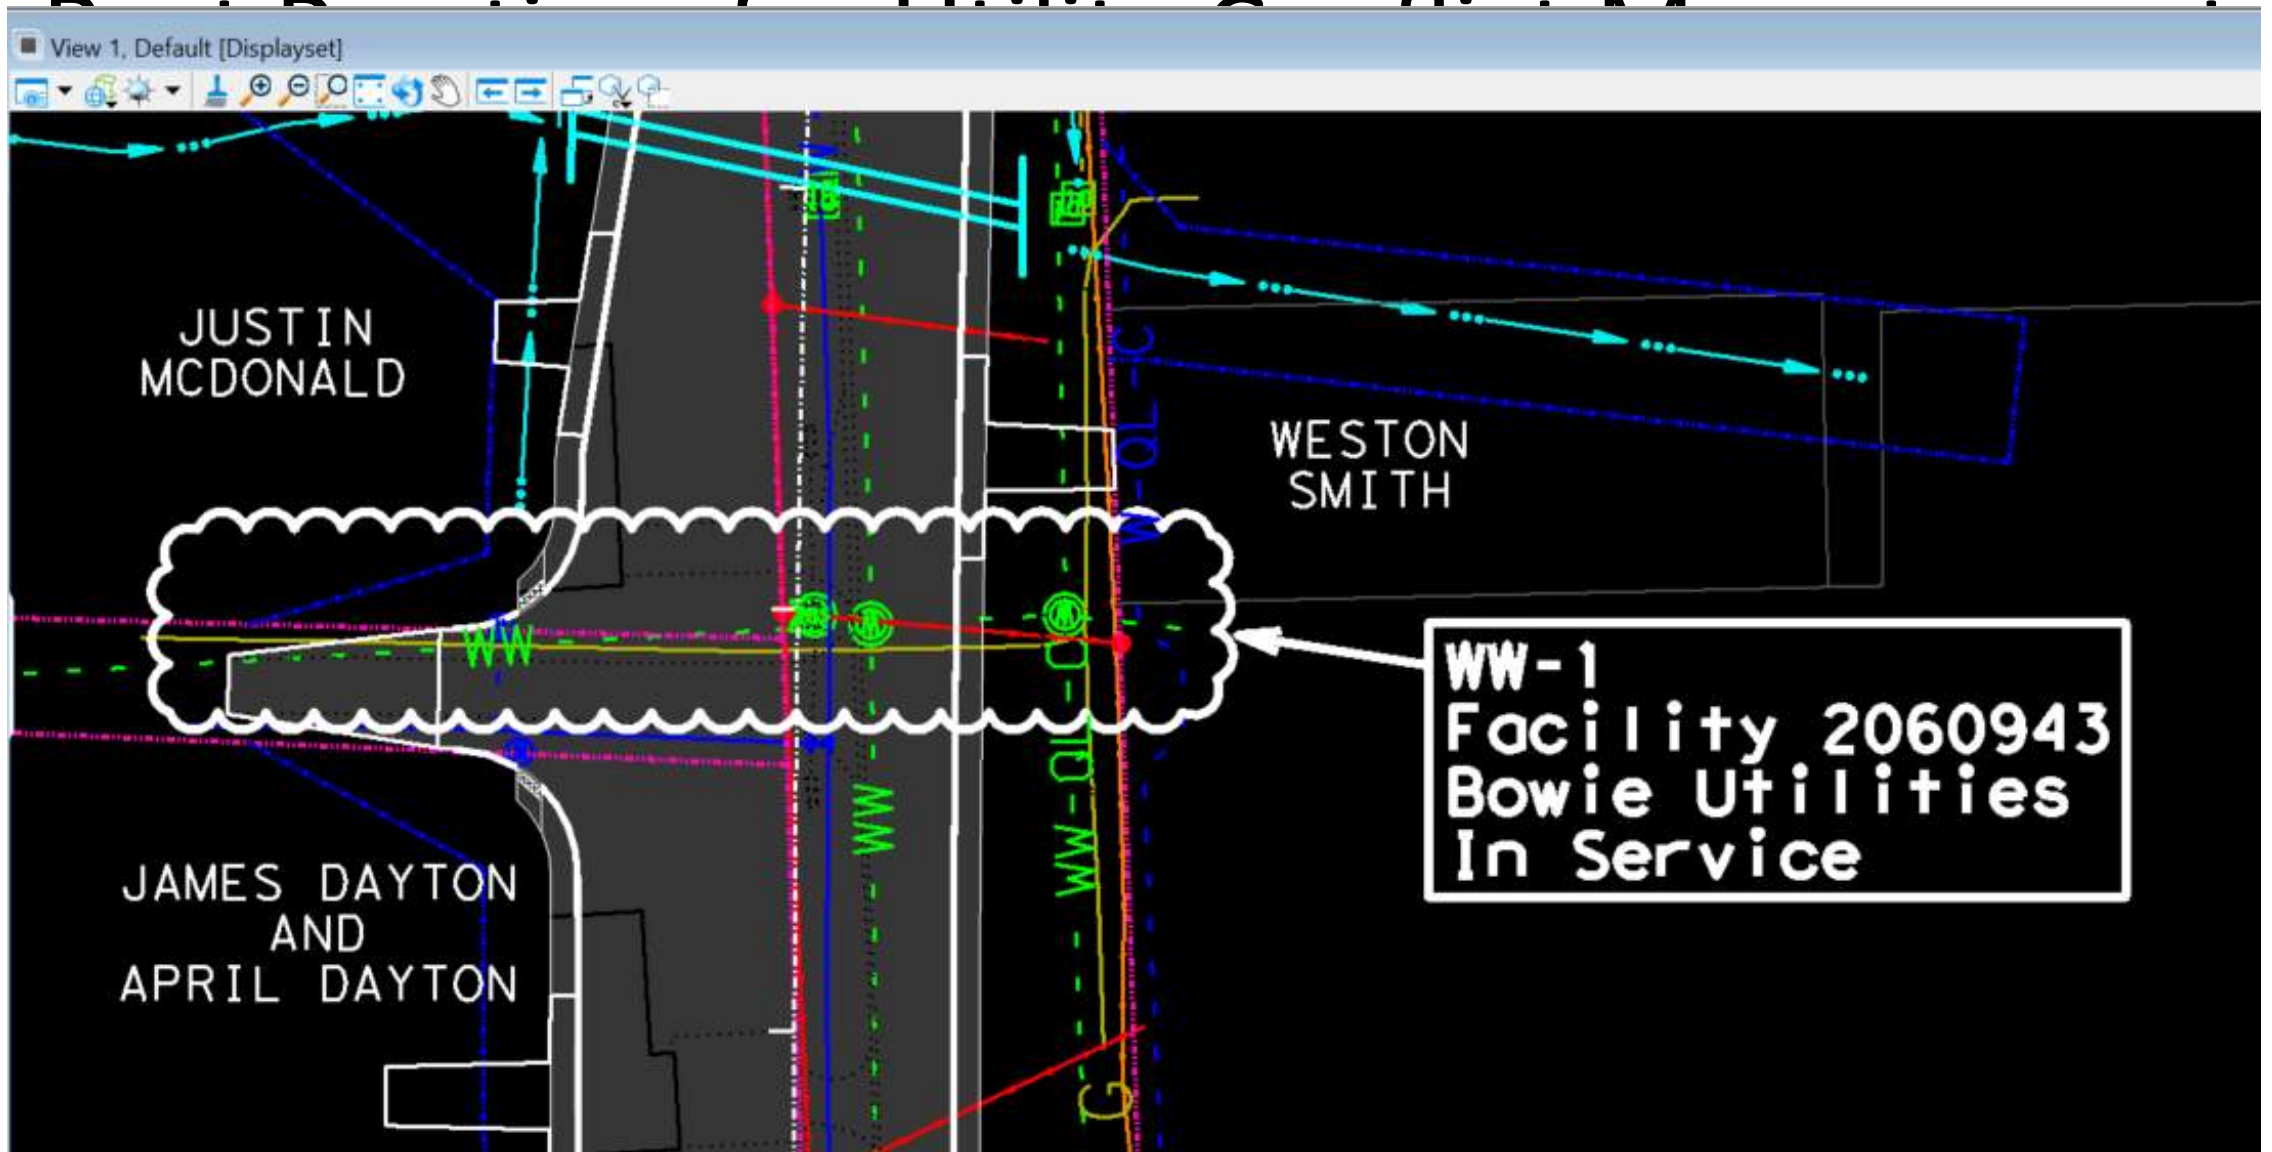 View 1, Default [Displayset]
JUSTIN
MCDONALD
W-QL-C
WESTON
SMITH
WW
WW-1
Facility 2060943
Bowie Utilities
In Service
WW
WW-QL-C
JAMES DAYTON
AND
APRIL DAYTON
G